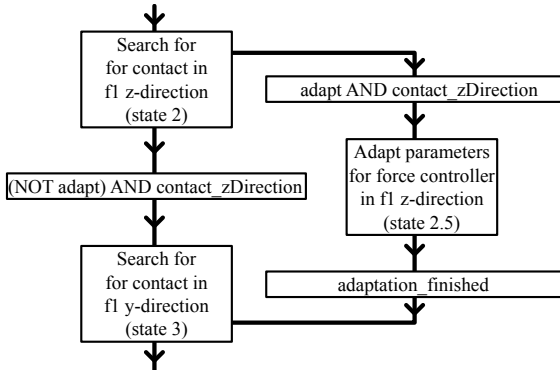 Search for
for contact in
f1 z-direction
(state 2)
adapt AND contact_zDirection
(NOT adapt) AND contact_zDirection
Adapt parameters
for force controller
in f1 z-direction
(state 2.5)
Search for
for contact in
f1 y-direction
(state 3)
adaptation_finished